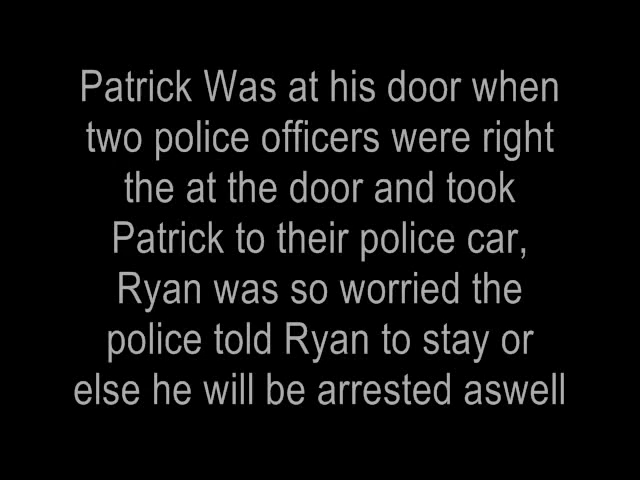 Patrick Was at his door when
two police officers were right
the at the door and took
Patrick to their police car,
Ryan was so worried the
police told Ryan to stay or
else he will be arrested aswell